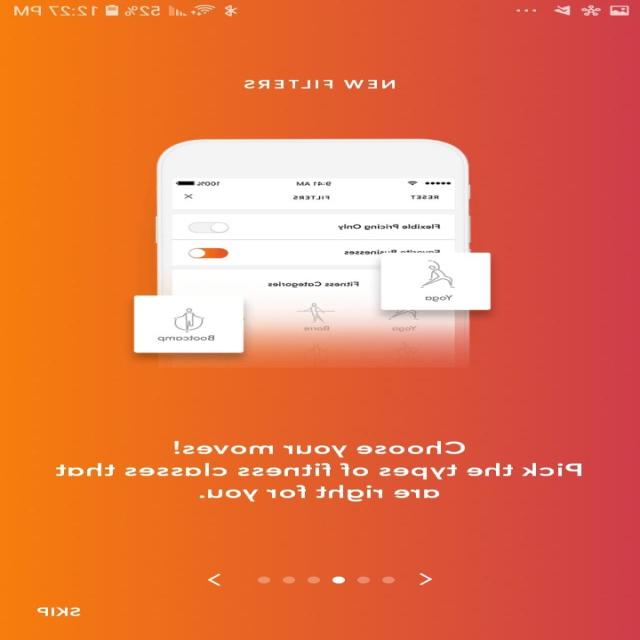 52% 12:27 PM
NEW FILTERS
9:41 AM 100%
RESET FILTERS
Flexible Pricing Only
Favorite Businesses
Fitness Categories
Yoga
Yoga Barre
Bootcamp
Choose your moves!
Pick the types of fitness classes that
are right for you.
SKIP